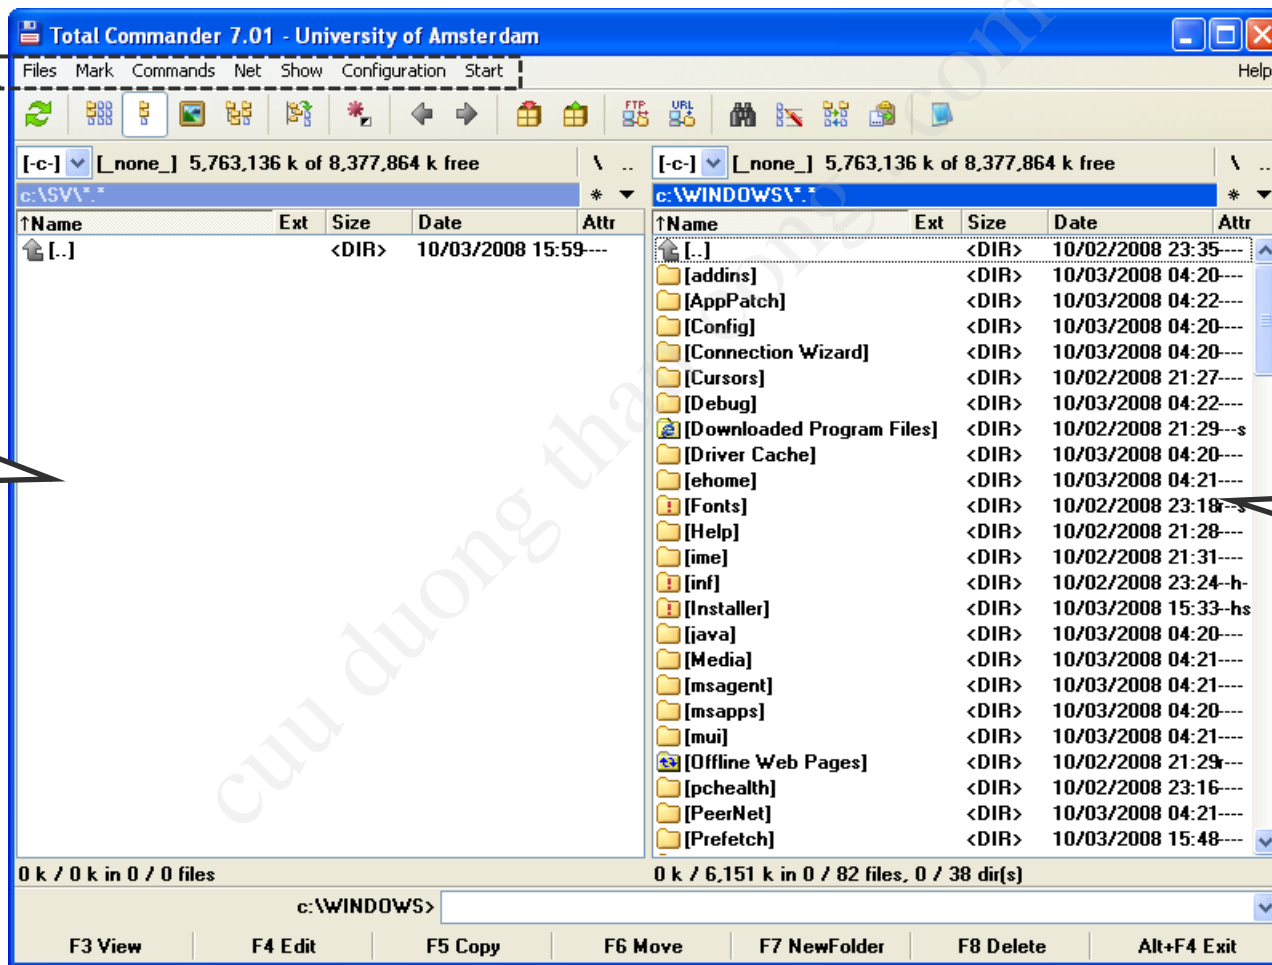 Total Commander 7.01 - University of Amsterdam
Files Mark Commands Net Show Configuration Start Help
FTP URL
[-c-] [_none_] 5,763,136 k of 8,377,864 k free \ .. [-c-] [_none_] 5,763,136 k of 8,377,864 k free \ ..
c:\SV\*.* * c:\WINDOWS\*.* *
↑Name Ext Size Date Attr ↑Name Ext Size Date Attr
[..] <DIR> 10/03/2008 15:59---- [..] <DIR> 10/02/2008 23:35----
[addins] <DIR> 10/03/2008 04:20----
[AppPatch] <DIR> 10/03/2008 04:22----
[Config] <DIR> 10/03/2008 04:20----
[Connection Wizard] <DIR> 10/03/2008 04:20----
[Cursors] <DIR> 10/02/2008 21:27----
[Debug] <DIR> 10/03/2008 04:22----
[Downloaded Program Files] <DIR> 10/02/2008 21:29---s
[Driver Cache] <DIR> 10/03/2008 04:20----
[ehome] <DIR> 10/03/2008 04:21----
[Fonts] <DIR> 10/02/2008 23:18r--s
[Help] <DIR> 10/02/2008 21:28----
[ime] <DIR> 10/02/2008 21:31----
[inf] <DIR> 10/02/2008 23:24--h-
[Installer] <DIR> 10/03/2008 15:33--hs
[java] <DIR> 10/03/2008 04:20----
[Media] <DIR> 10/03/2008 04:21----
[msagent] <DIR> 10/03/2008 04:21----
[msapps] <DIR> 10/03/2008 04:20----
[mui] <DIR> 10/03/2008 04:21----
[Offline Web Pages] <DIR> 10/02/2008 21:29r---
[pchealth] <DIR> 10/02/2008 23:16----
[PeerNet] <DIR> 10/03/2008 04:21----
[Prefetch] <DIR> 10/03/2008 15:48----
0 k / 0 k in 0 / 0 files 0 k / 6,151 k in 0 / 82 files, 0 / 38 dir(s)
c:\WINDOWS>
F3 View F4 Edit F5 Copy F6 Move F7 NewFolder F8 Delete Alt+F4 Exit
cuu duong than cong . com